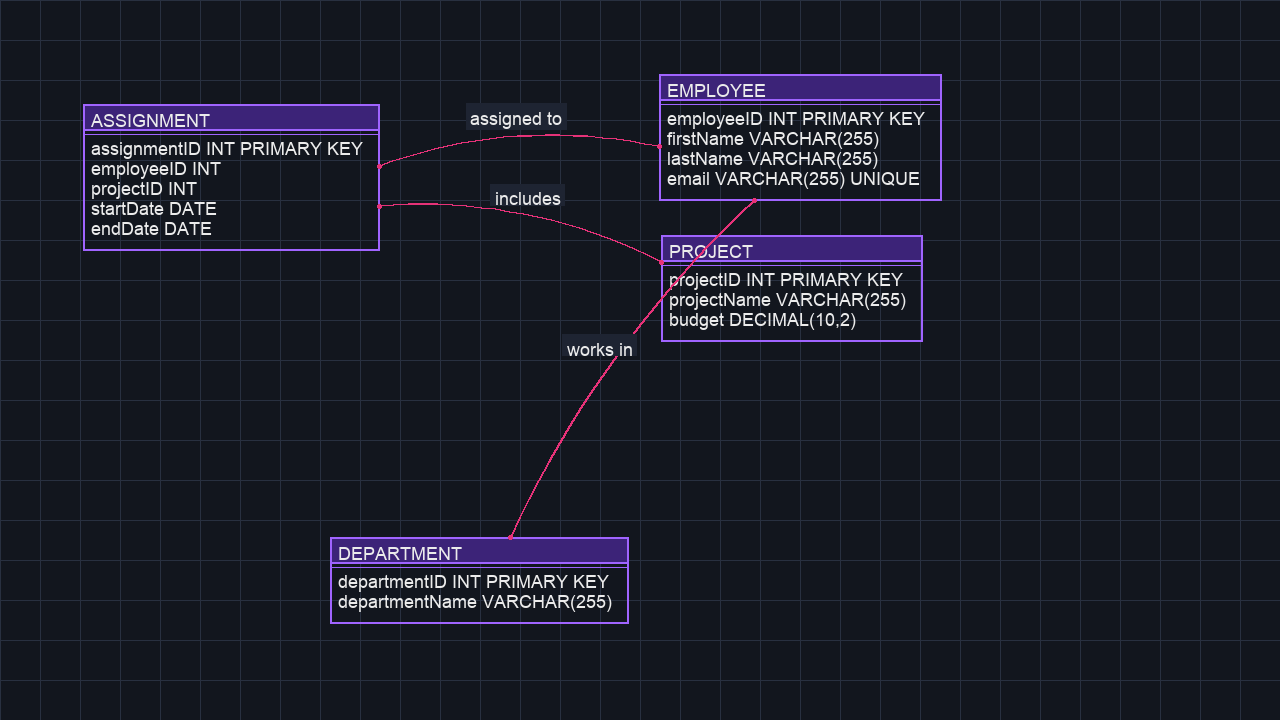 ASSIGNMENT
assignmentID INT PRIMARY KEY
employeeID INT
projectID INT
startDate DATE
endDate DATE
assigned to
includes
EMPLOYEE
employeeID INT PRIMARY KEY
firstName VARCHAR(255)
lastName VARCHAR(255)
email VARCHAR(255) UNIQUE
PROJECT
projectID INT PRIMARY KEY
projectName VARCHAR(255)
budget DECIMAL(10,2)
works in
DEPARTMENT
departmentID INT PRIMARY KEY
departmentName VARCHAR(255)